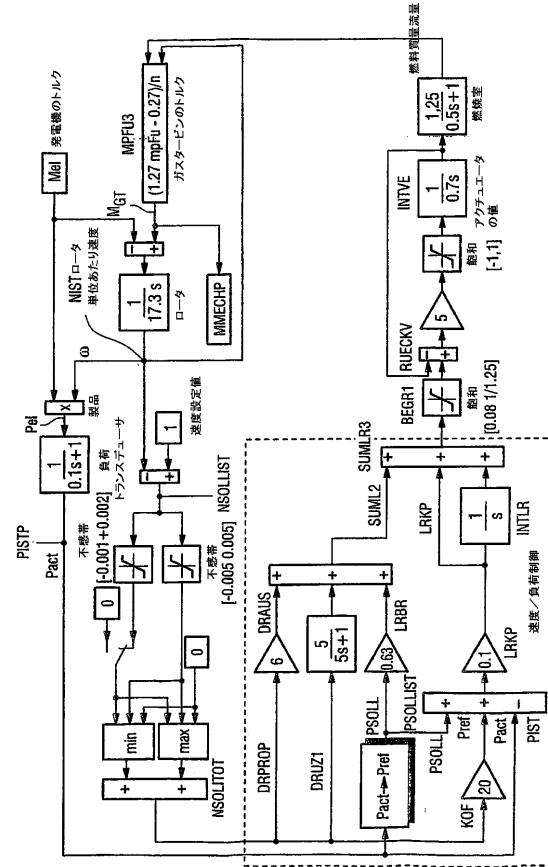 Mel 発電機のトルク
NISTロータ
単位あたり速度
ω
Pel
x
製品
1
0.1s+1
負荷
トランスデューサ
PISTP
Pact
MPFU3
(1.27 mpFu - 0.27)/n
ガスタービンのトルク
MGT
- +
1
17.3 s
ロータ
MMECHP
- +
1
速度設定値
NSOLLIST
不感帯
[-0.001+0.002]
不感帯
[-0.005 0.005]
0
0
min
max
+ +
NSOLITOT
DRPROP
DRUZ1
DRAUS
6
5
5s+1
0.63
LRBR
PSOLL
PSOLLIST
Pact→Pref
+ + +
SUML2
PSOLL
Pref
Pact
PIST
KOF
20
+ + -
0.1
LRKP
LRKP
1
s
INTLR
速度／負荷制御
SUMLR3
+ + +
BEGR1
飽和
[0.08 1/1.25]
RUECKV
- +
5
飽和
[-1,1]
INTVE
1
0.7s
アクチュエータ
の値
1,25
0.5s+1
燃焼室
燃料質量流量